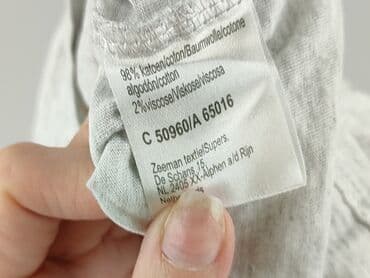 98% Katoen/coton/Baumwolle/cotone
algodón/cotton
2%viscose/Viskose/viscosa
C 50960/A 65016
Zeeman textielSupers.
De Schans 15
NL 2405 XX-Alphen a/d Rijn
Netherlands